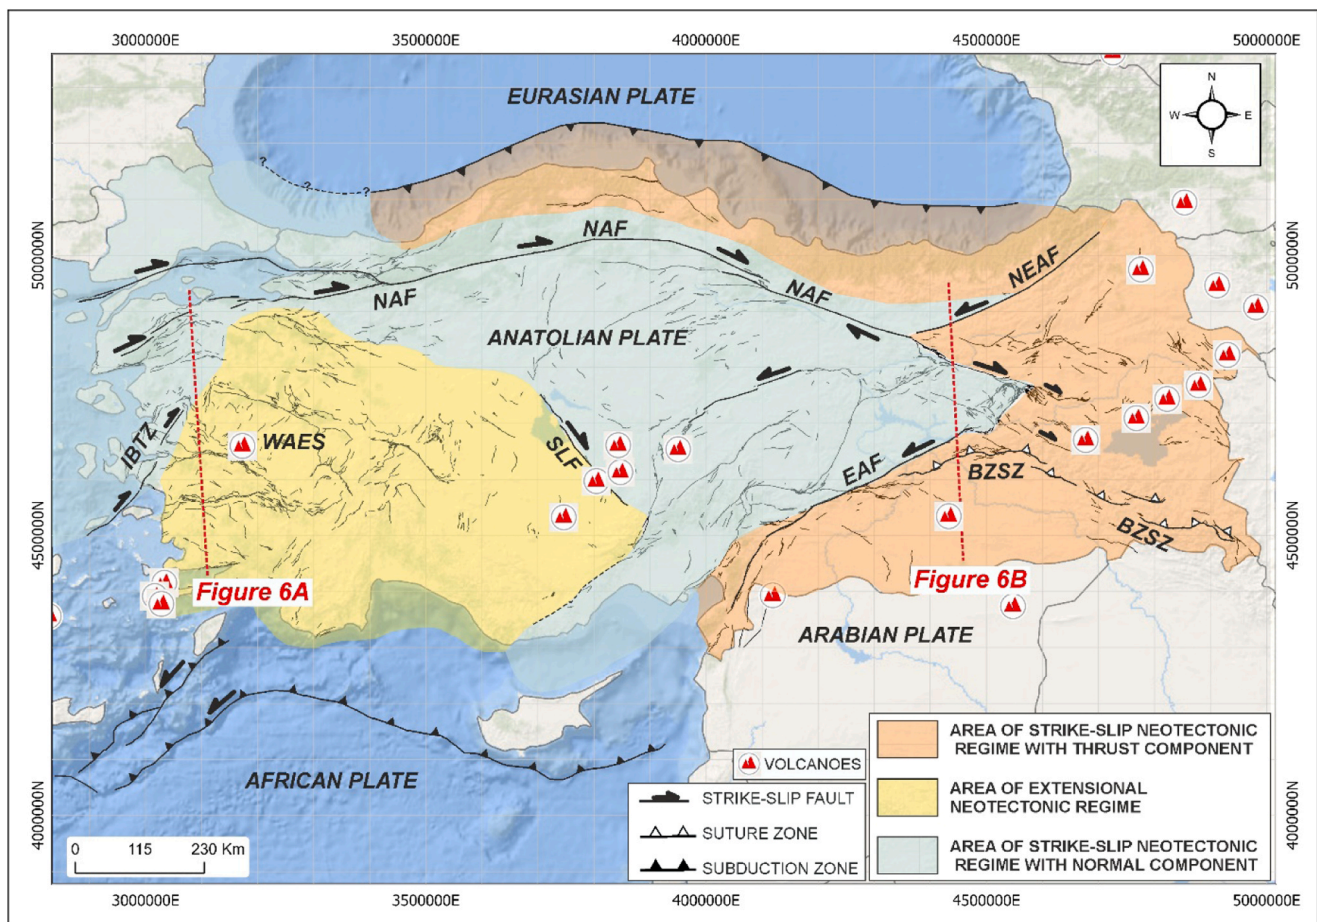 3000000E 3500000E 4000000E 4500000E 5000000E
EURASIAN PLATE
N
W E
S
?
?
?
5000000N
5000000N
NAF
NEAF
NAF
NAF
ANATOLIAN PLATE
IBTZ
WAES
SLF
EAF
BZSZ
BZSZ
4500000N
4500000N
Figure 6A
Figure 6B
ARABIAN PLATE
AFRICAN PLATE
4000000N
4000000N
VOLCANOES
STRIKE-SLIP FAULT
SUTURE ZONE
SUBDUCTION ZONE
AREA OF STRIKE-SLIP NEOTECTONIC
REGIME WITH THRUST COMPONENT
AREA OF EXTENSIONAL
NEOTECTONIC REGIME
AREA OF STRIKE-SLIP NEOTECTONIC
REGIME WITH NORMAL COMPONENT
0 115 230 Km
3000000E 3500000E 4000000E 4500000E 5000000E